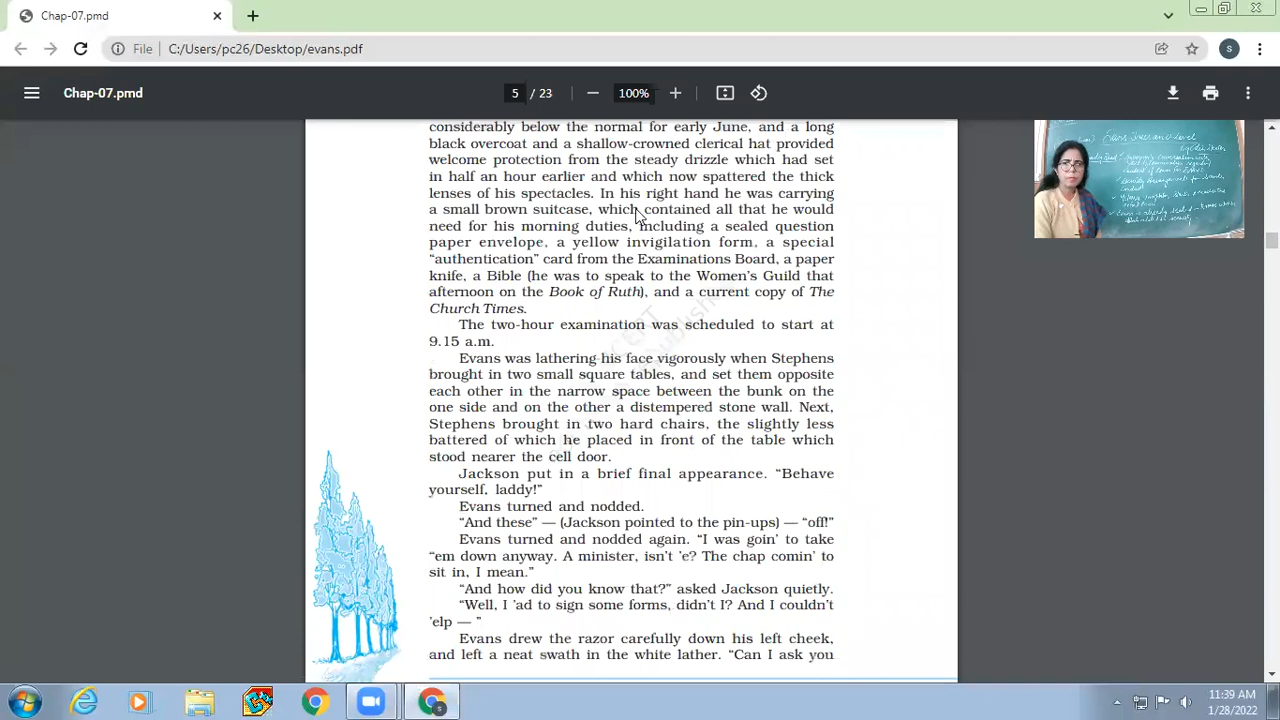 Chap-07.pmd
File C:/Users/pc26/Desktop/evans.pdf
S
Chap-07.pmd
5 / 23
100%
considerably below the normal for early June, and a long
black overcoat and a shallow-crowned clerical hat provided
welcome protection from the steady drizzle which had set
in half an hour earlier and which now spattered the thick
lenses of his spectacles. In his right hand he was carrying
a small brown suitcase, which contained all that he would
need for his morning duties, including a sealed question
paper envelope, a yellow invigilation form, a special
“authentication” card from the Examinations Board, a paper
knife, a Bible (he was to speak to the Women’s Guild that
afternoon on the Book of Ruth), and a current copy of The
Church Times.
The two-hour examination was scheduled to start at
9.15 a.m.
Evans was lathering his face vigorously when Stephens
brought in two small square tables, and set them opposite
each other in the narrow space between the bunk on the
one side and on the other a distempered stone wall. Next,
Stephens brought in two hard chairs, the slightly less
battered of which he placed in front of the table which
stood nearer the cell door.
Jackson put in a brief final appearance. “Behave
yourself, laddy!”
Evans turned and nodded.
“And these” — (Jackson pointed to the pin-ups) — “off!”
Evans turned and nodded again. “I was goin’ to take
“em down anyway. A minister, isn’t ’e? The chap comin’ to
sit in, I mean.”
“And how did you know that?” asked Jackson quietly.
“Well, I ’ad to sign some forms, didn’t I? And I couldn’t
’elp — ”
Evans drew the razor carefully down his left cheek,
and left a neat swath in the white lather. “Can I ask you
11:39 AM
1/28/2022